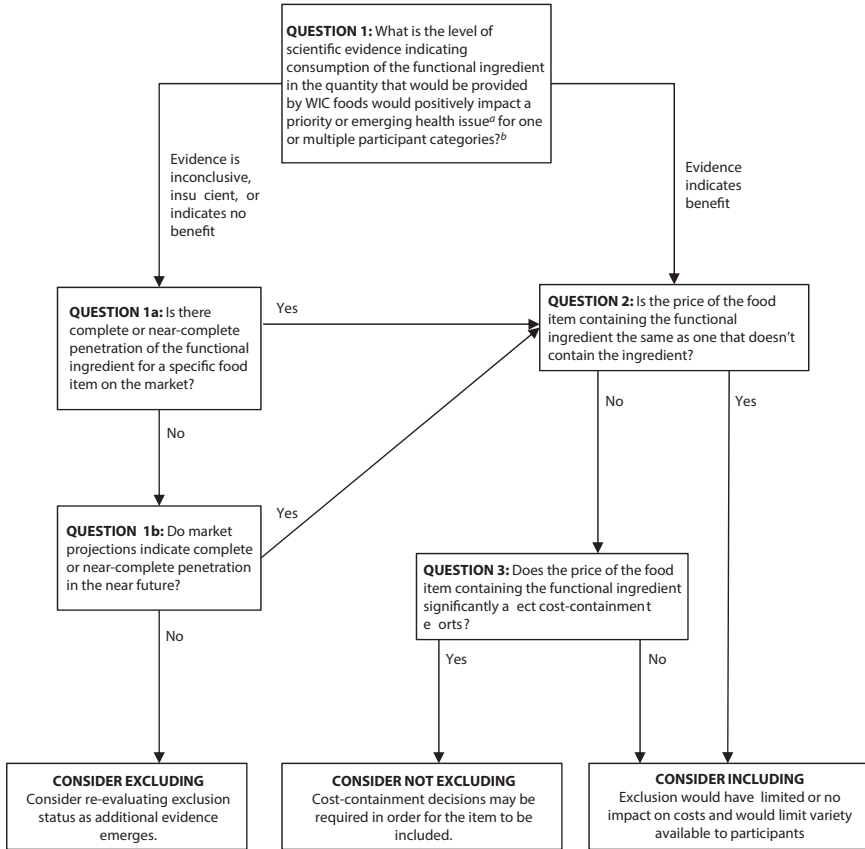 QUESTION 1: What is the level of
scientific evidence indicating
consumption of the functional ingredient
in the quantity that would be provided
by WIC foods would positively impact a
priority or emerging health issueᵃ for one
or multiple participant categories?ᵇ
Evidence is
inconclusive,
insu cient, or
indicates no
benefit
Evidence
indicates
benefit
QUESTION 1a: Is there
complete or near-complete
penetration of the functional
ingredient for a specific food
item on the market?
Yes
QUESTION 2: Is the price of the food
item containing the functional
ingredient the same as one that doesn't
contain the ingredient?
No
No
Yes
QUESTION 1b: Do market
projections indicate complete
or near-complete penetration
in the near future?
Yes
QUESTION 3: Does the price of the food
item containing the functional ingredient
significantly a ect cost-containment
e orts?
No
Yes
No
CONSIDER EXCLUDING
Consider re-evaluating exclusion
status as additional evidence
emerges.
CONSIDER NOT EXCLUDING
Cost-containment decisions may be
required in order for the item to be
included.
CONSIDER INCLUDING
Exclusion would have limited or no
impact on costs and would limit variety
available to participants